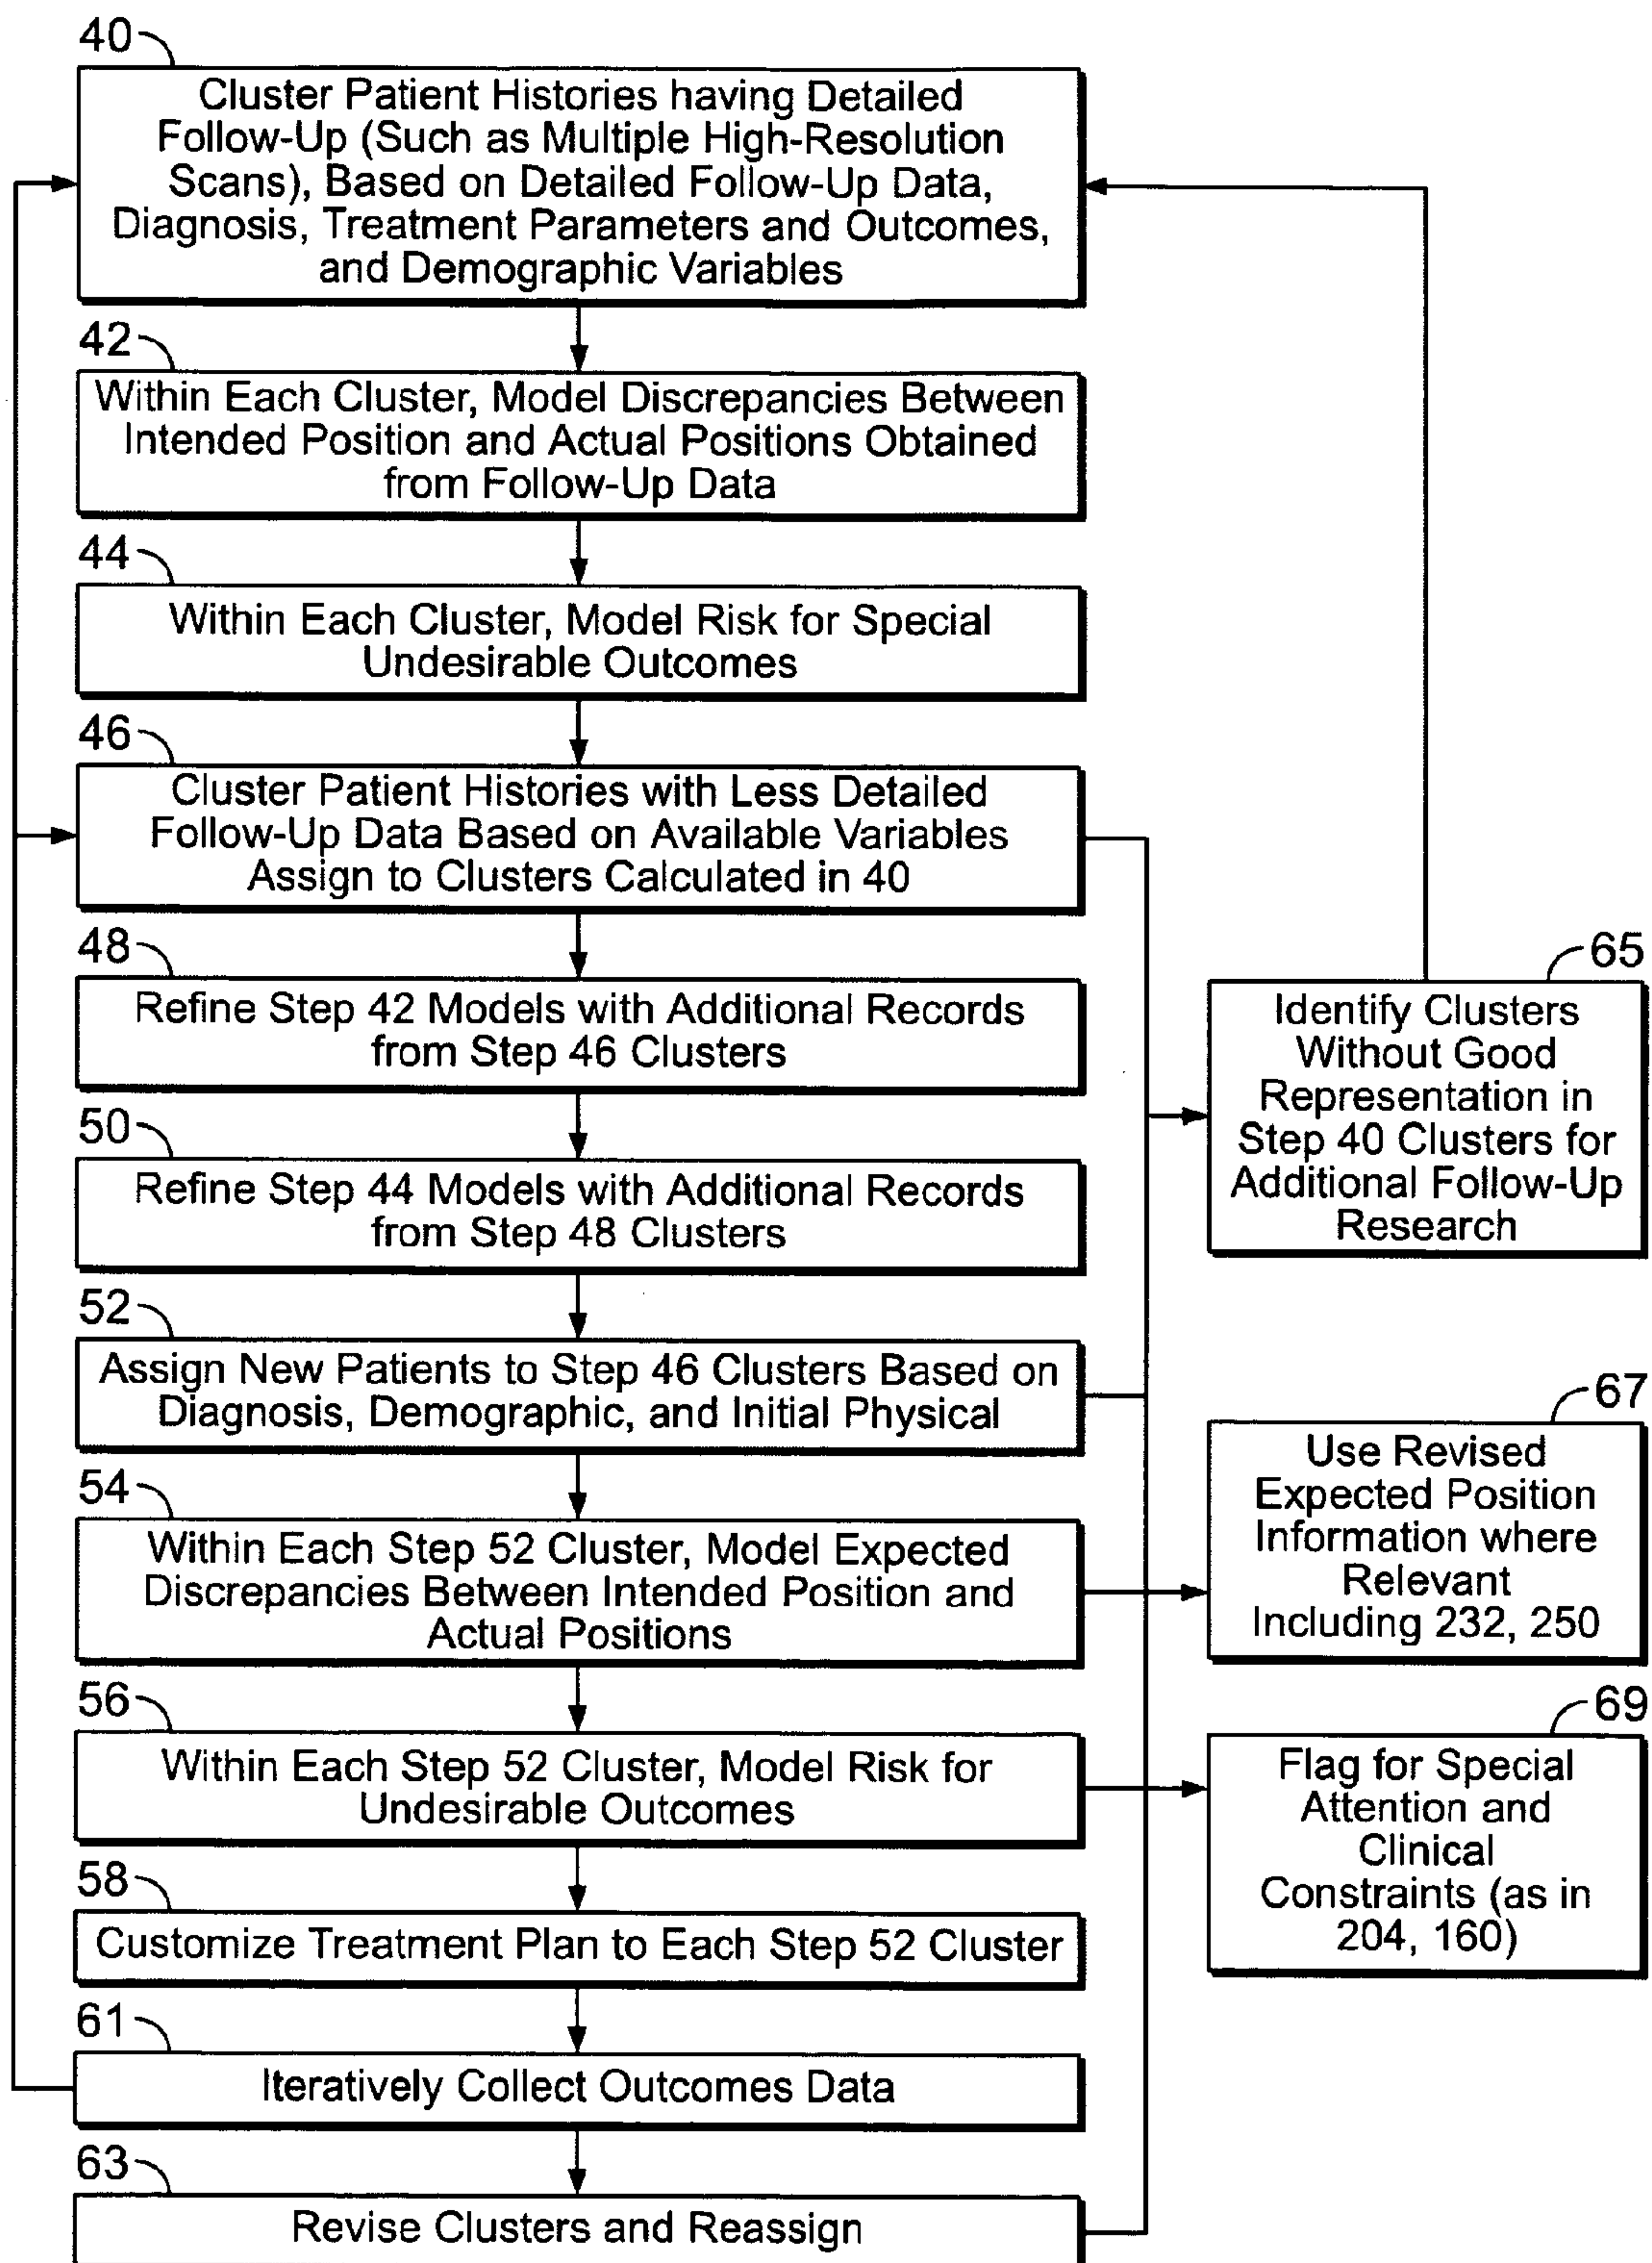 40
Cluster Patient Histories having Detailed
Follow-Up (Such as Multiple High-Resolution
Scans), Based on Detailed Follow-Up Data,
Diagnosis, Treatment Parameters and Outcomes,
and Demographic Variables
42
Within Each Cluster, Model Discrepancies Between
Intended Position and Actual Positions Obtained
from Follow-Up Data
44
Within Each Cluster, Model Risk for Special
Undesirable Outcomes
46
Cluster Patient Histories with Less Detailed
Follow-Up Data Based on Available Variables
Assign to Clusters Calculated in 40
48
Refine Step 42 Models with Additional Records
from Step 46 Clusters
50
Refine Step 44 Models with Additional Records
from Step 48 Clusters
52
Assign New Patients to Step 46 Clusters Based on
Diagnosis, Demographic, and Initial Physical
54
Within Each Step 52 Cluster, Model Expected
Discrepancies Between Intended Position and
Actual Positions
56
Within Each Step 52 Cluster, Model Risk for
Undesirable Outcomes
58
Customize Treatment Plan to Each Step 52 Cluster
61
Iteratively Collect Outcomes Data
63
Revise Clusters and Reassign
65
Identify Clusters
Without Good
Representation in
Step 40 Clusters for
Additional Follow-Up
Research
67
Use Revised
Expected Position
Information where
Relevant
Including 232, 250
69
Flag for Special
Attention and
Clinical
Constraints (as in
204, 160)